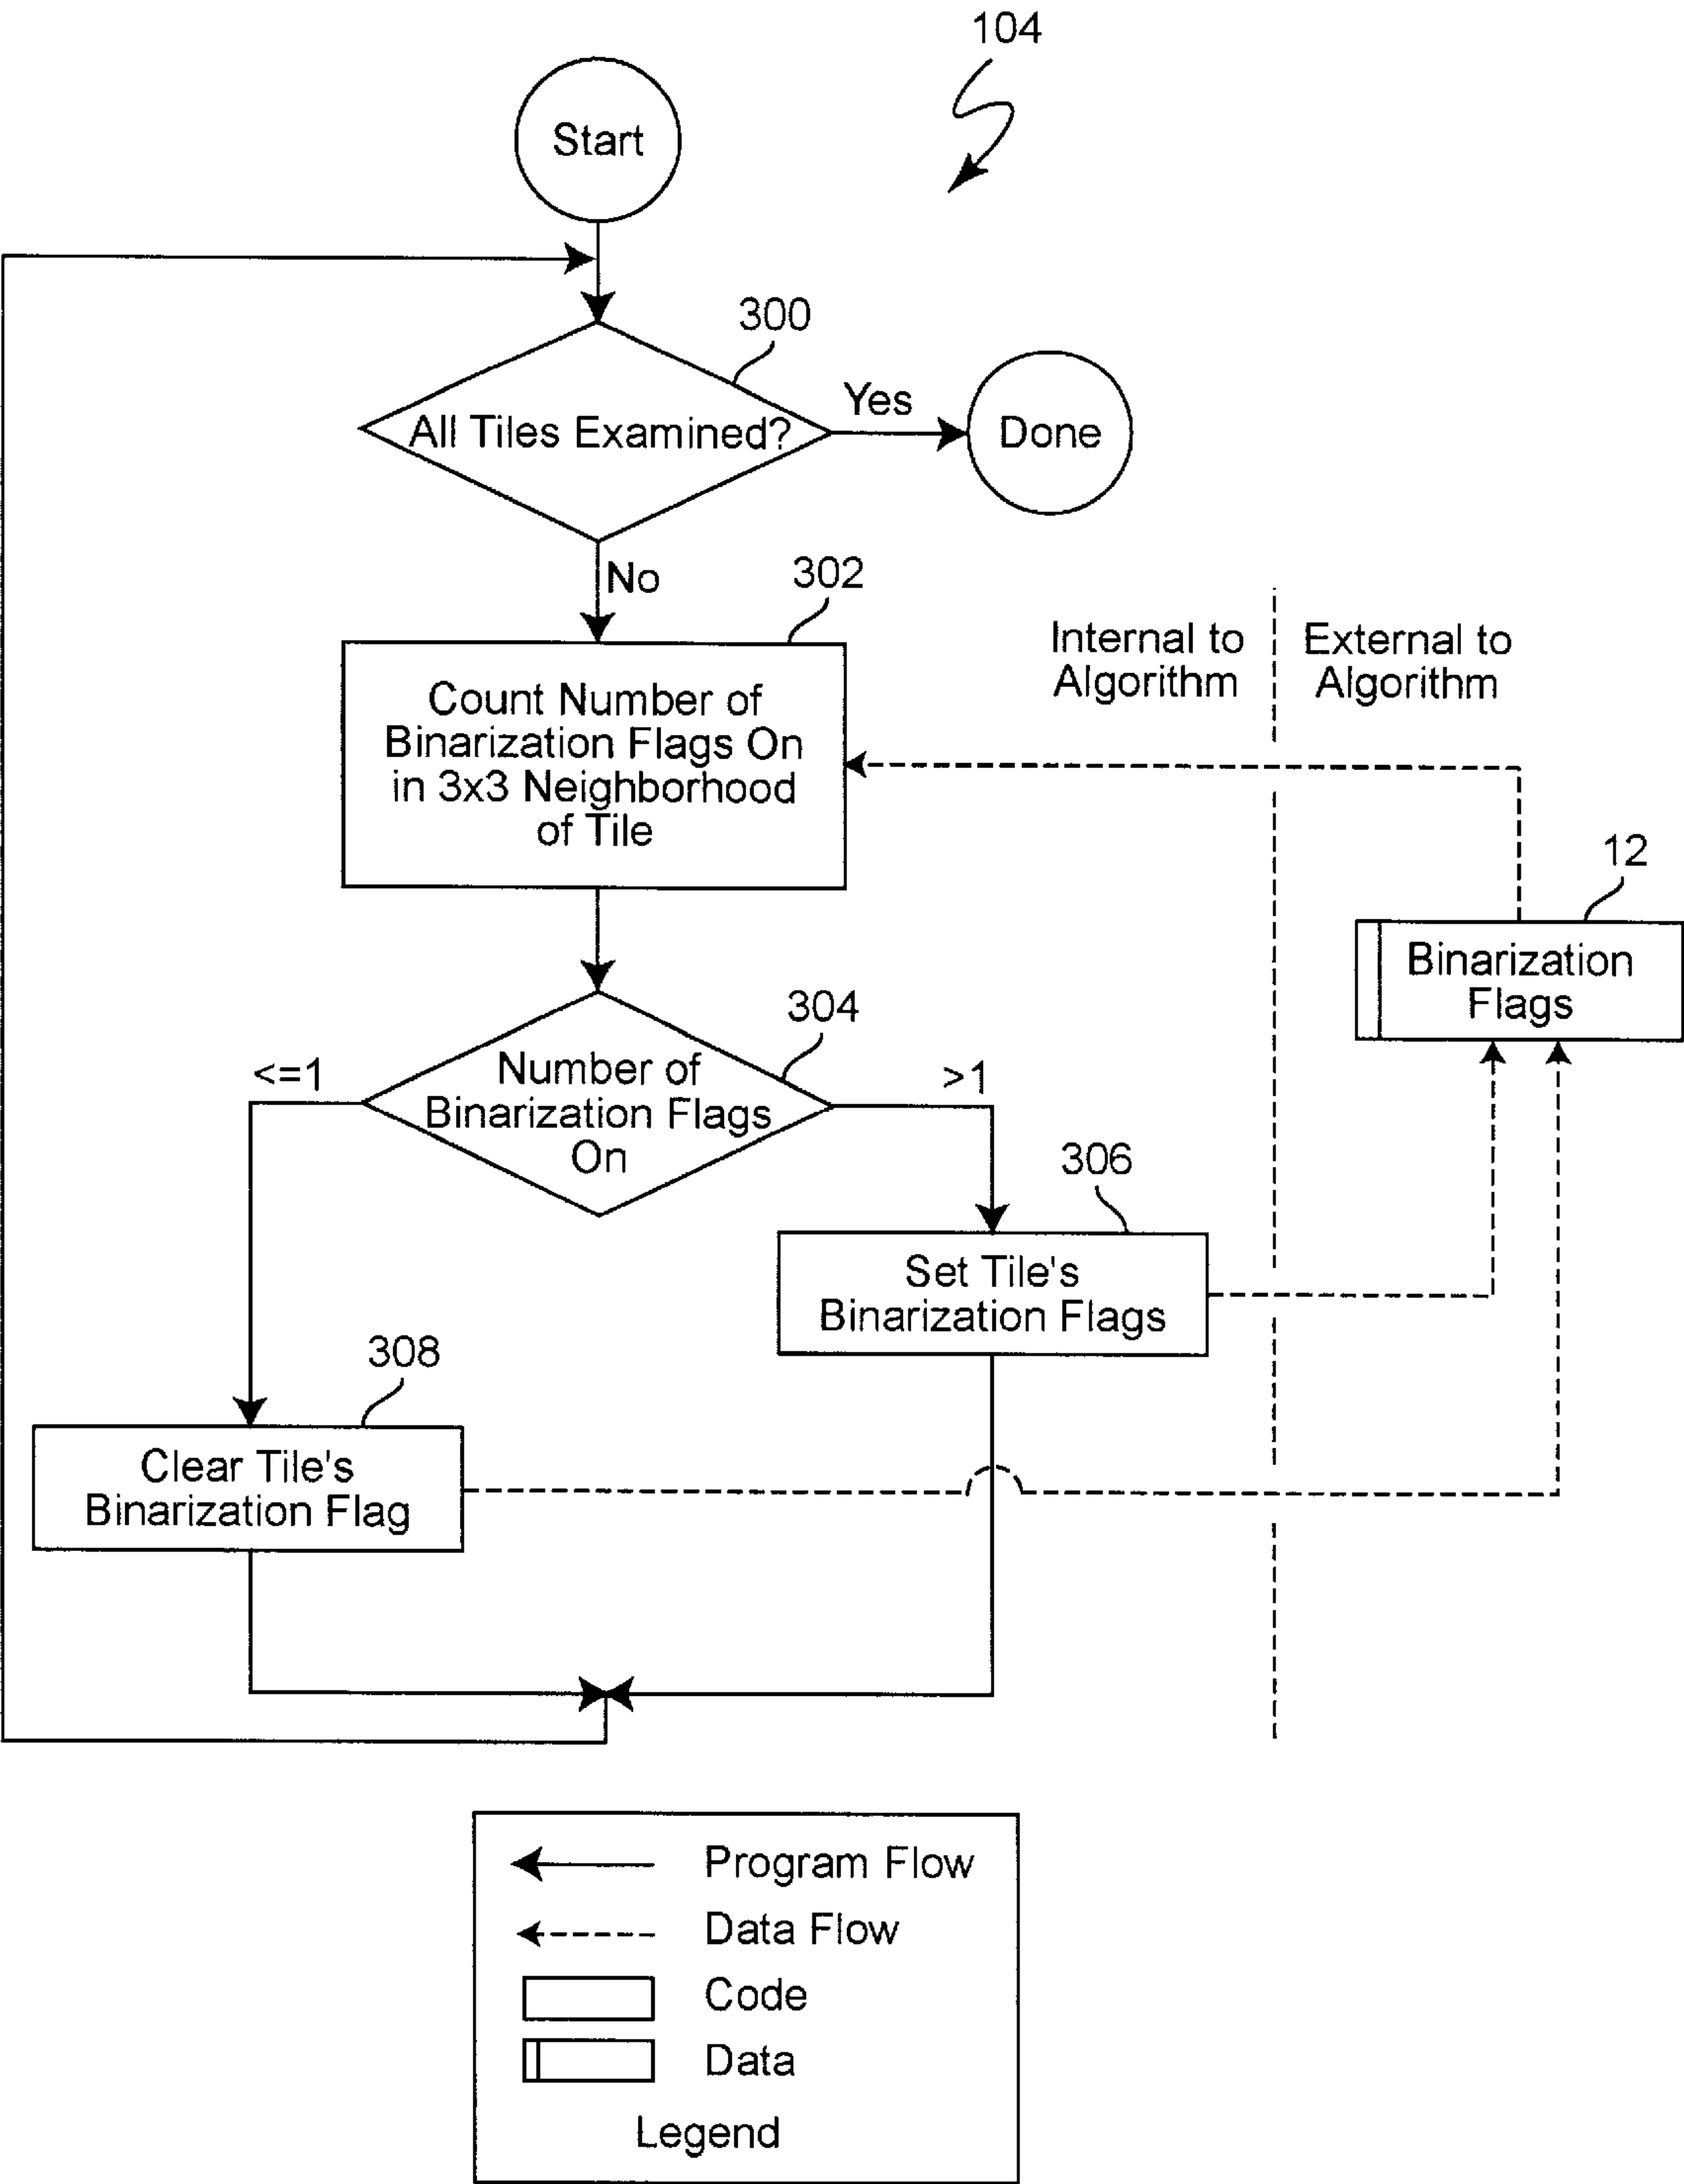 104
Start
300
All Tiles Examined?
Yes
Done
No
302
Count Number of
Binarization Flags On
in 3x3 Neighborhood
of Tile
Internal to
Algorithm
External to
Algorithm
12
Binarization
Flags
304
<=1
Number of
Binarization Flags
On
>1
306
Set Tile's
Binarization Flags
308
Clear Tile's
Binarization Flag
Program Flow
Data Flow
Code
Data
Legend